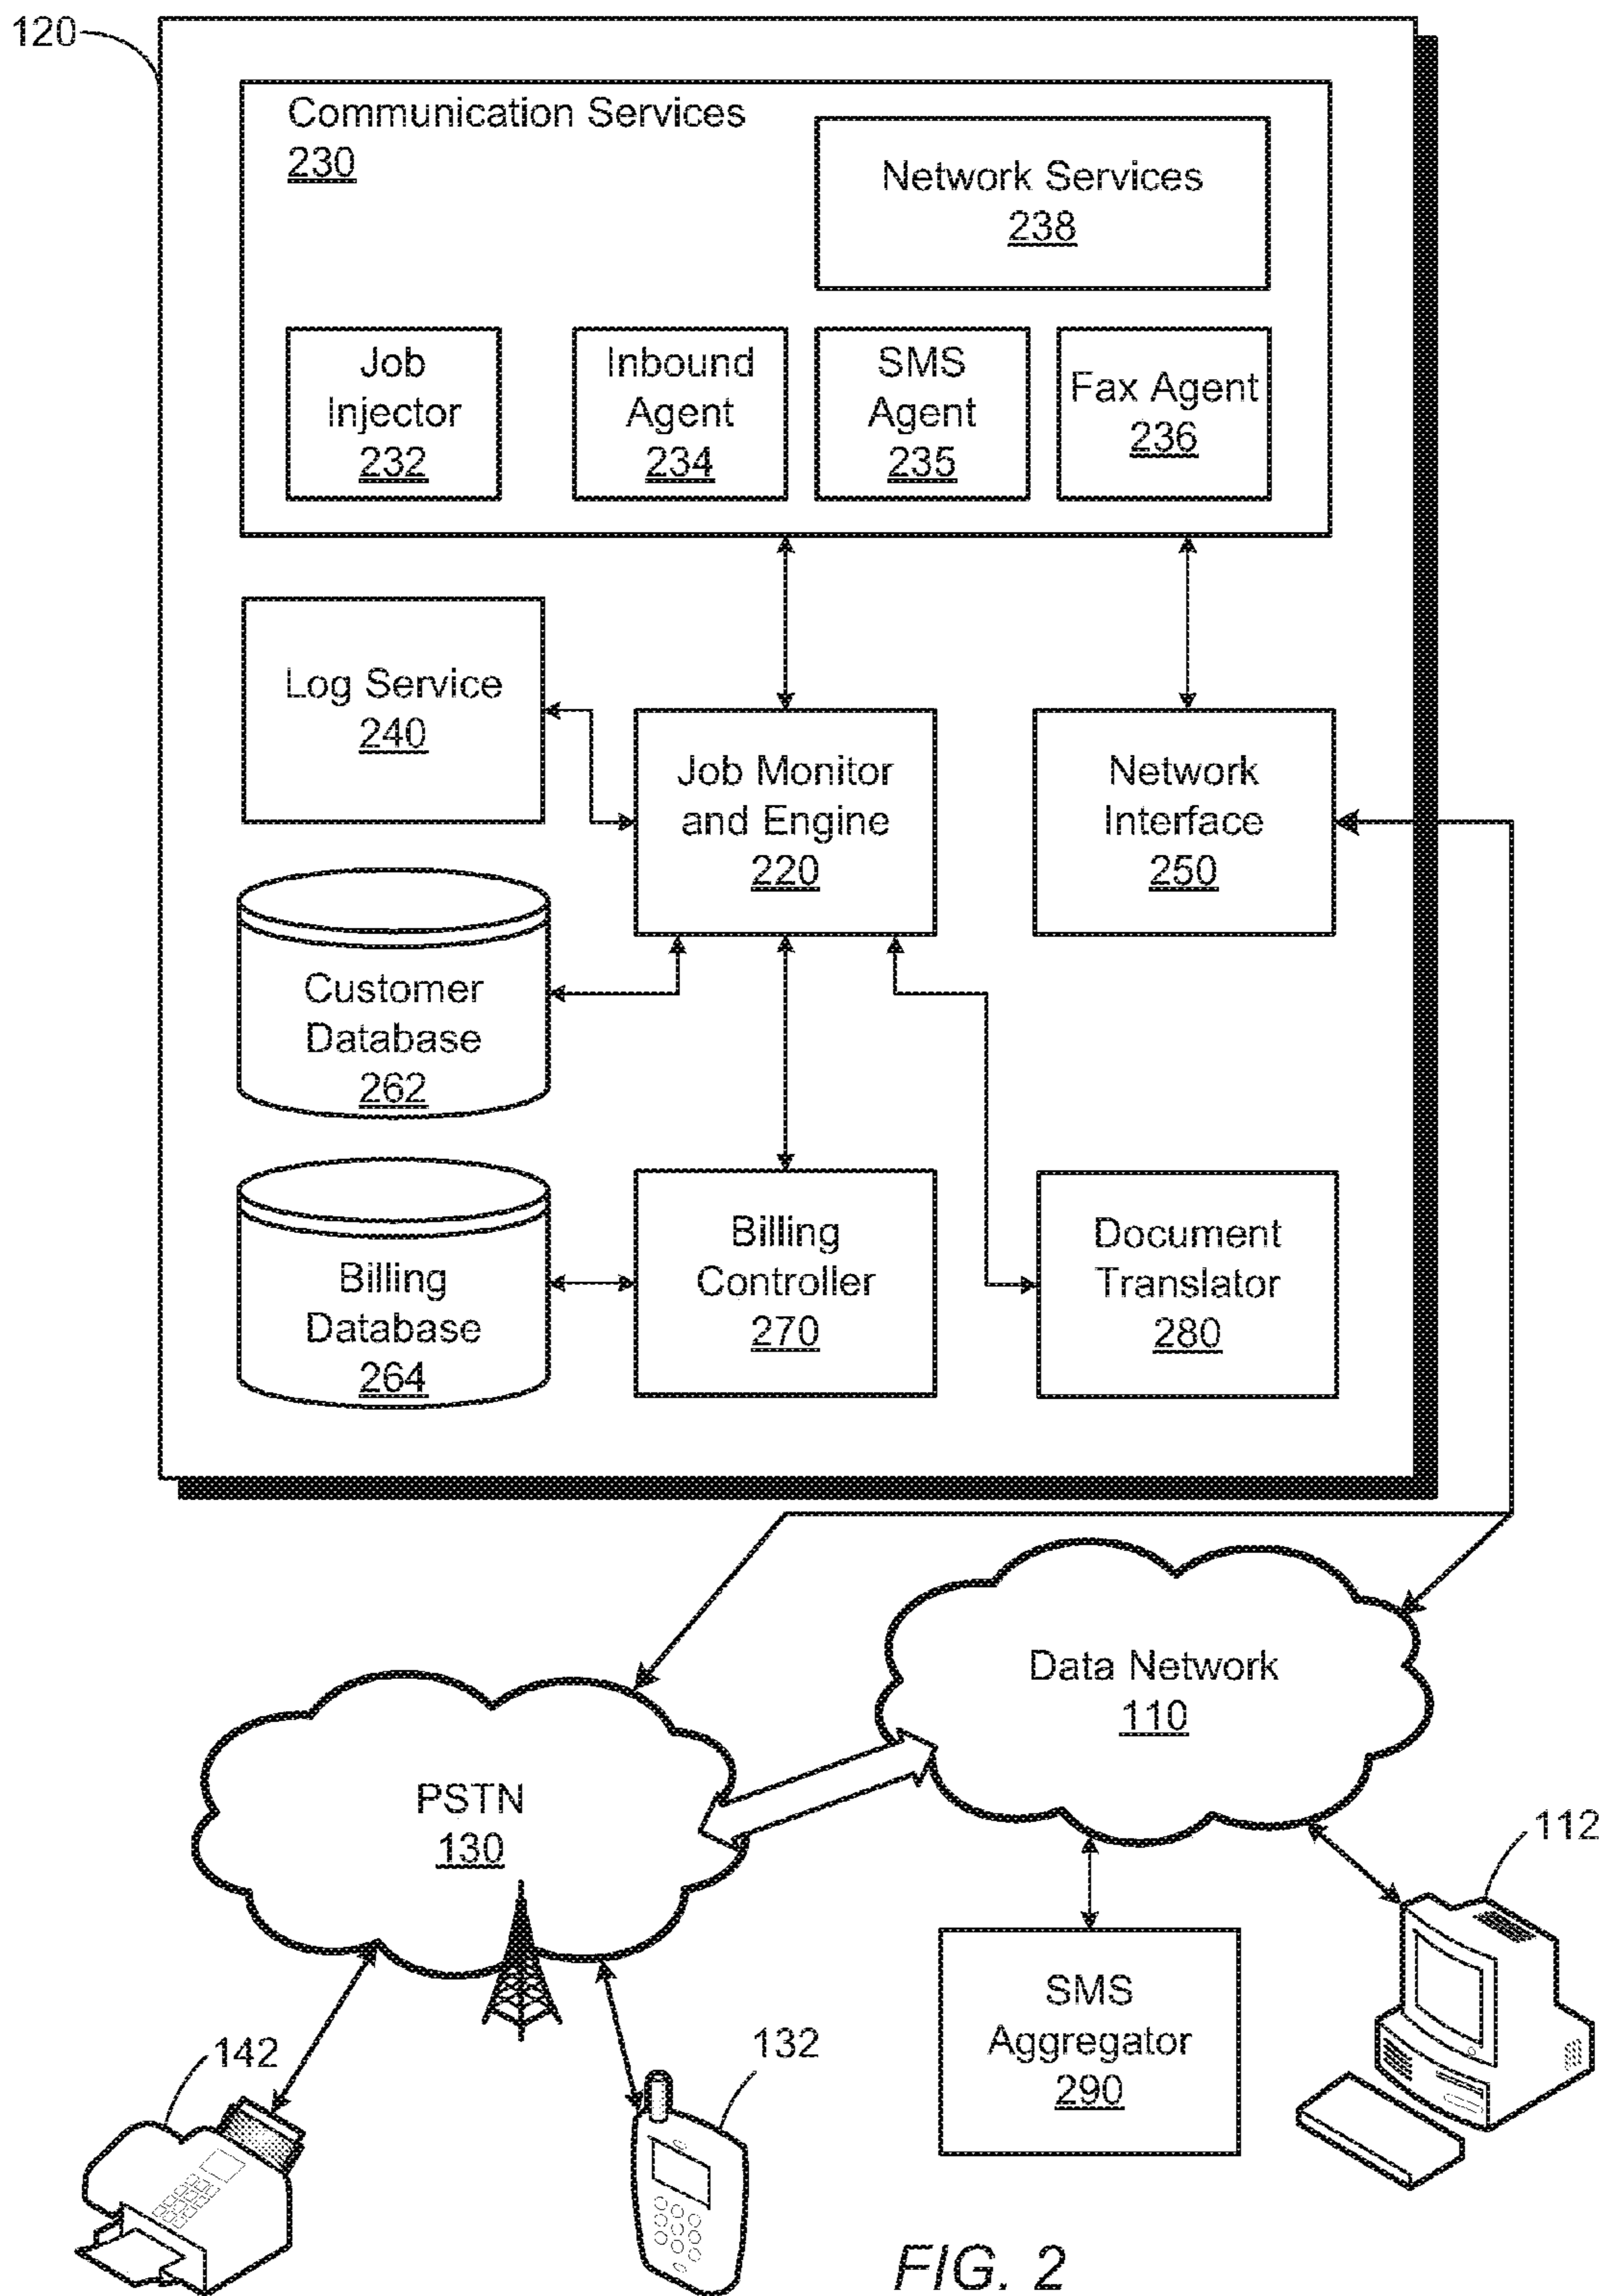 120
Communication Services
230
Network Services
238
Job
Injector
232
Inbound
Agent
234
SMS
Agent
235
Fax Agent
236
Log Service
240
Job Monitor
and Engine
220
Network
Interface
250
Customer
Database
262
Billing
Database
264
Billing
Controller
270
Document
Translator
280
Data Network
110
PSTN
130
112
SMS
Aggregator
290
142
132
FIG. 2